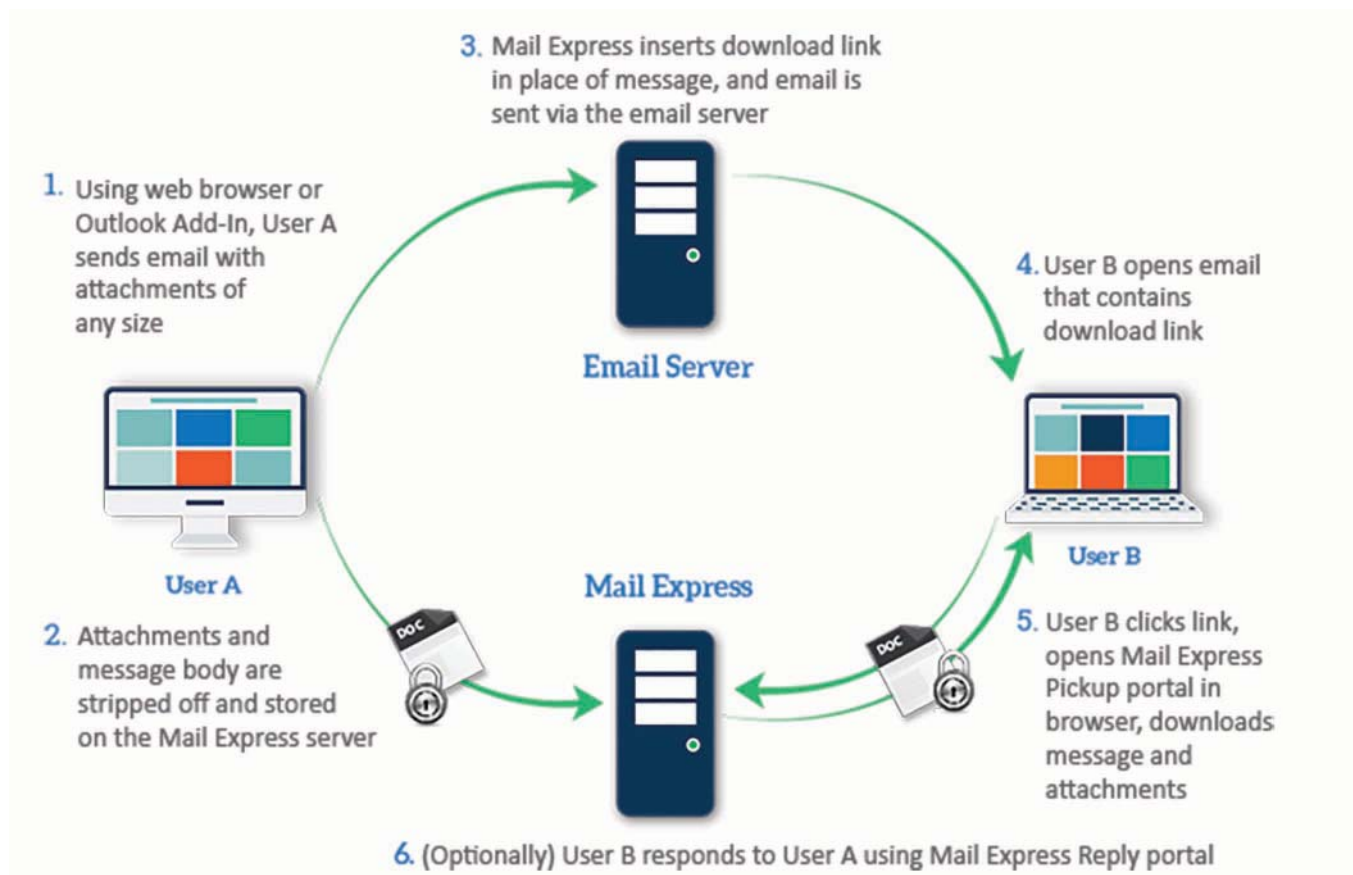 3. Mail Express inserts download link
in place of message, and email is
sent via the email server
1. Using web browser or
Outlook Add-In, User A
sends email with
attachments of
any size
4. User B opens email
that contains
download link
Email Server
User A
Mail Express
User B
2. Attachments and
message body are
stripped off and stored
on the Mail Express server
DOC
DOC
5. User B clicks link,
opens Mail Express
Pickup portal in
browser, downloads
message and
attachments
6. (Optionally) User B responds to User A using Mail Express Reply portal